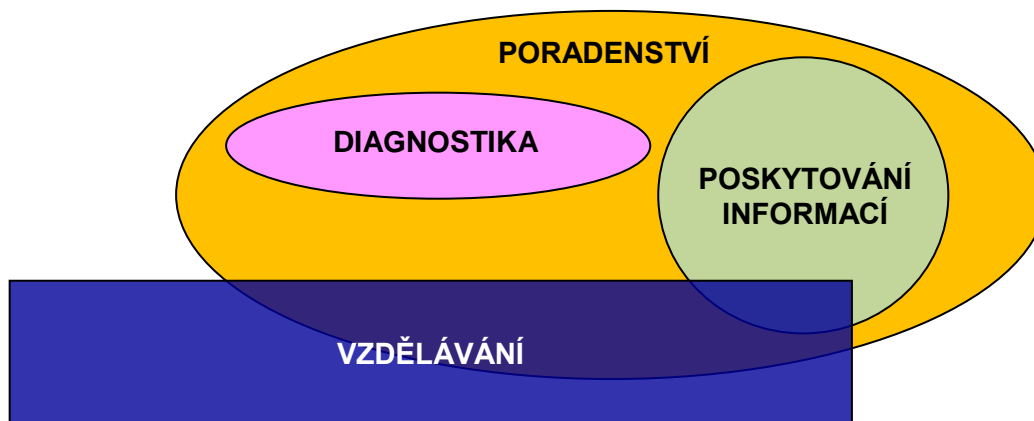 PORADENSTVÍ
DIAGNOSTIKA
POSKYTOVÁNÍ
INFORMACÍ
VZDĚLÁVÁNÍ